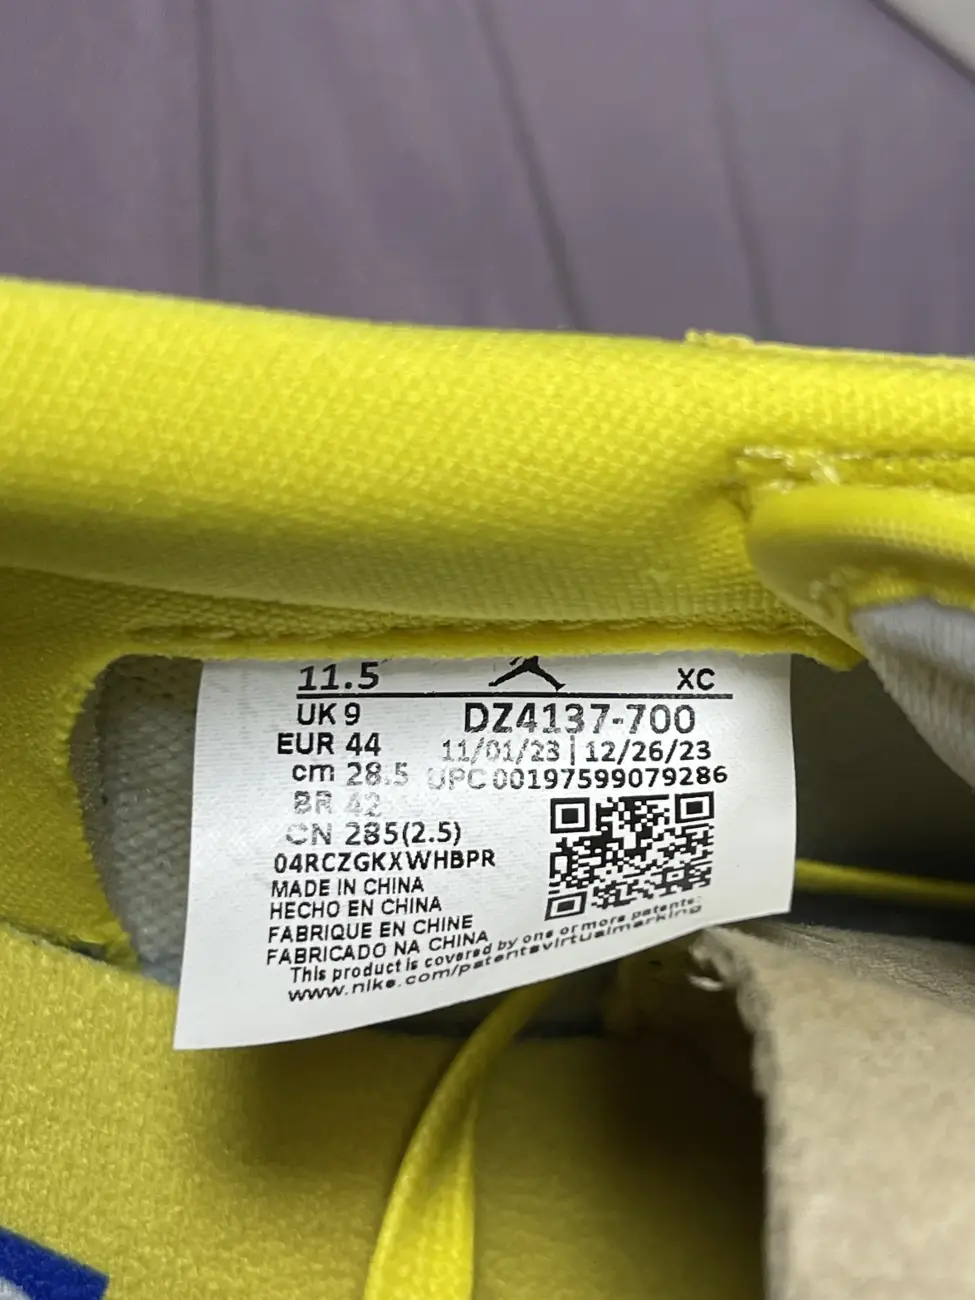 11.5 XC
UK 9 DZ4137-700
EUR 44 11/01/23 | 12/26/23
cm 28.5 UPC 00197599079286
BR 42
CN 285(2.5)
04RCZGKXWHBPR
MADE IN CHINA
HECHO EN CHINA
FABRIQUE EN CHINE
FABRICADO NA CHINA
This product is covered by one or more patents:
www.nike.com/patentsvirtualmarking